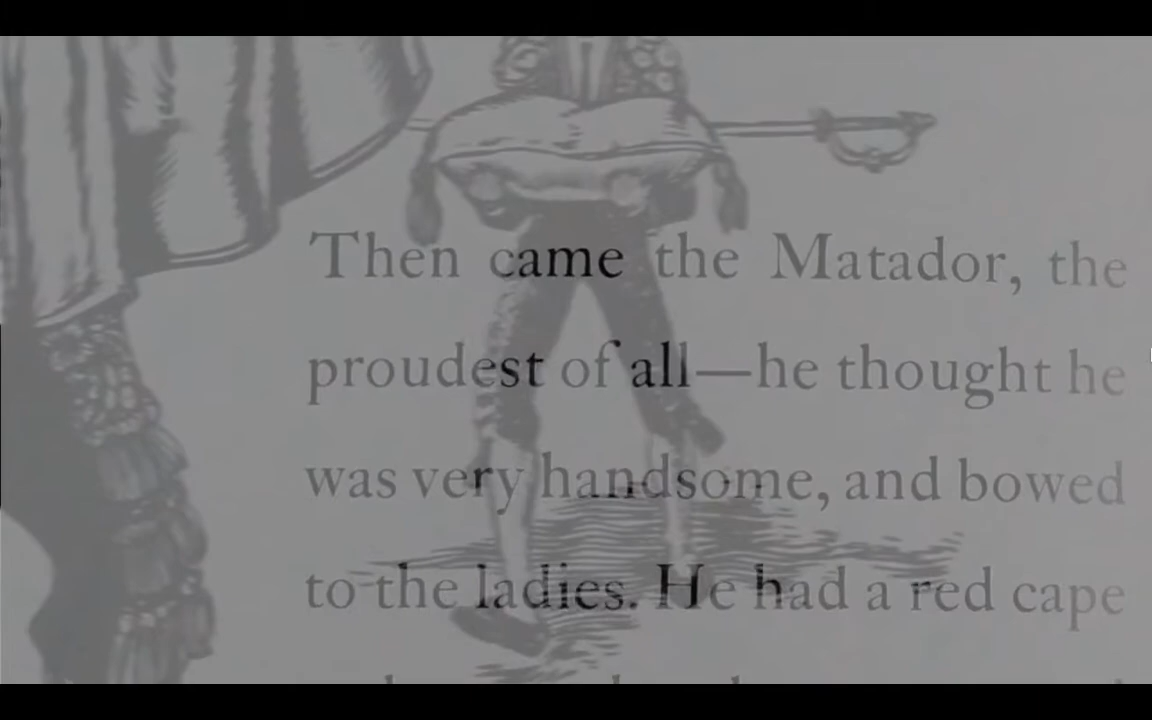 Then came the Matador, the
proudest of all—he thought he
was very handsome, and bowed
to the ladies. He had a red cape